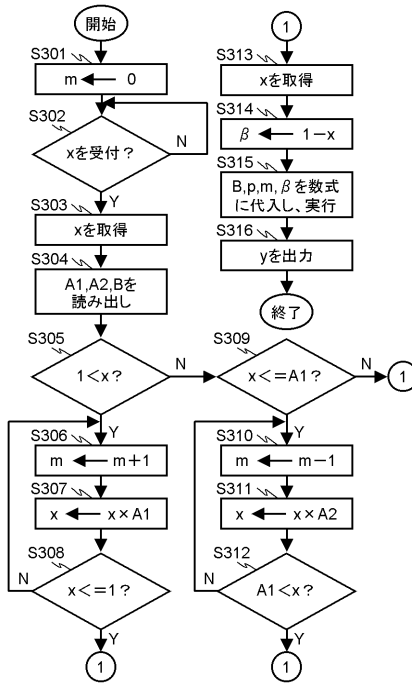 開始
S301
m ← 0
S302
xを受付？
N
Y
S303
xを取得
S304
A1,A2,Bを
読み出し
S305
1<x？
N
Y
S306
m ← m+1
S307
x ← x×A1
S308
x<=1？
N
Y
1
S309
x<=A1？
N
1
Y
S310
m ← m−1
S311
x ← x×A2
S312
A1<x？
N
Y
1
1
S313
xを取得
S314
β ← 1−x
S315
B,p,m,βを数式
に代入し、実行
S316
yを出力
終了